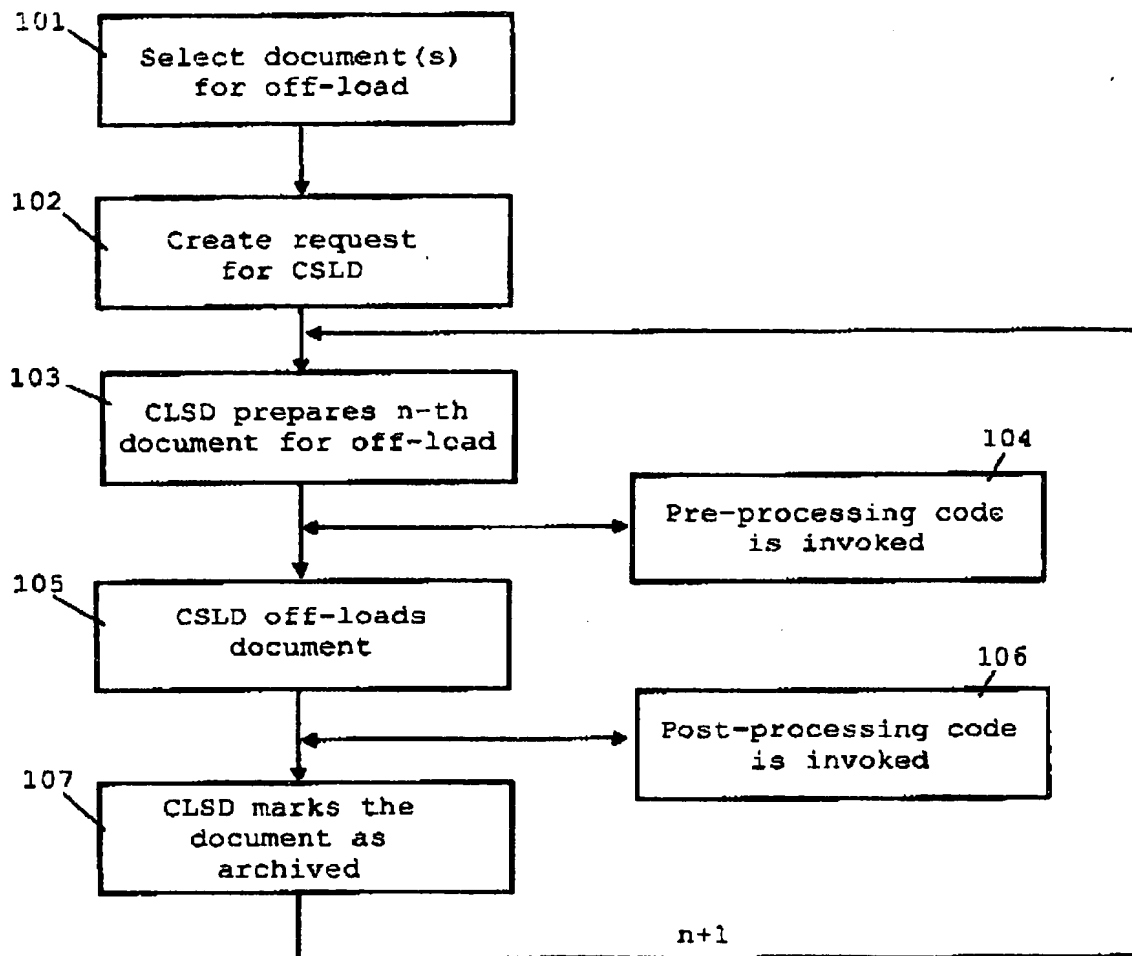 101
Select document(s)
for off-load
102
Create request
for CSLD
103
CLSD prepares n-th
document for off-load
104
Pre-processing code
is invoked
105
CSLD off-loads
document
106
Post-processing code
is invoked
107
CLSD marks the
document as
archived
n+1